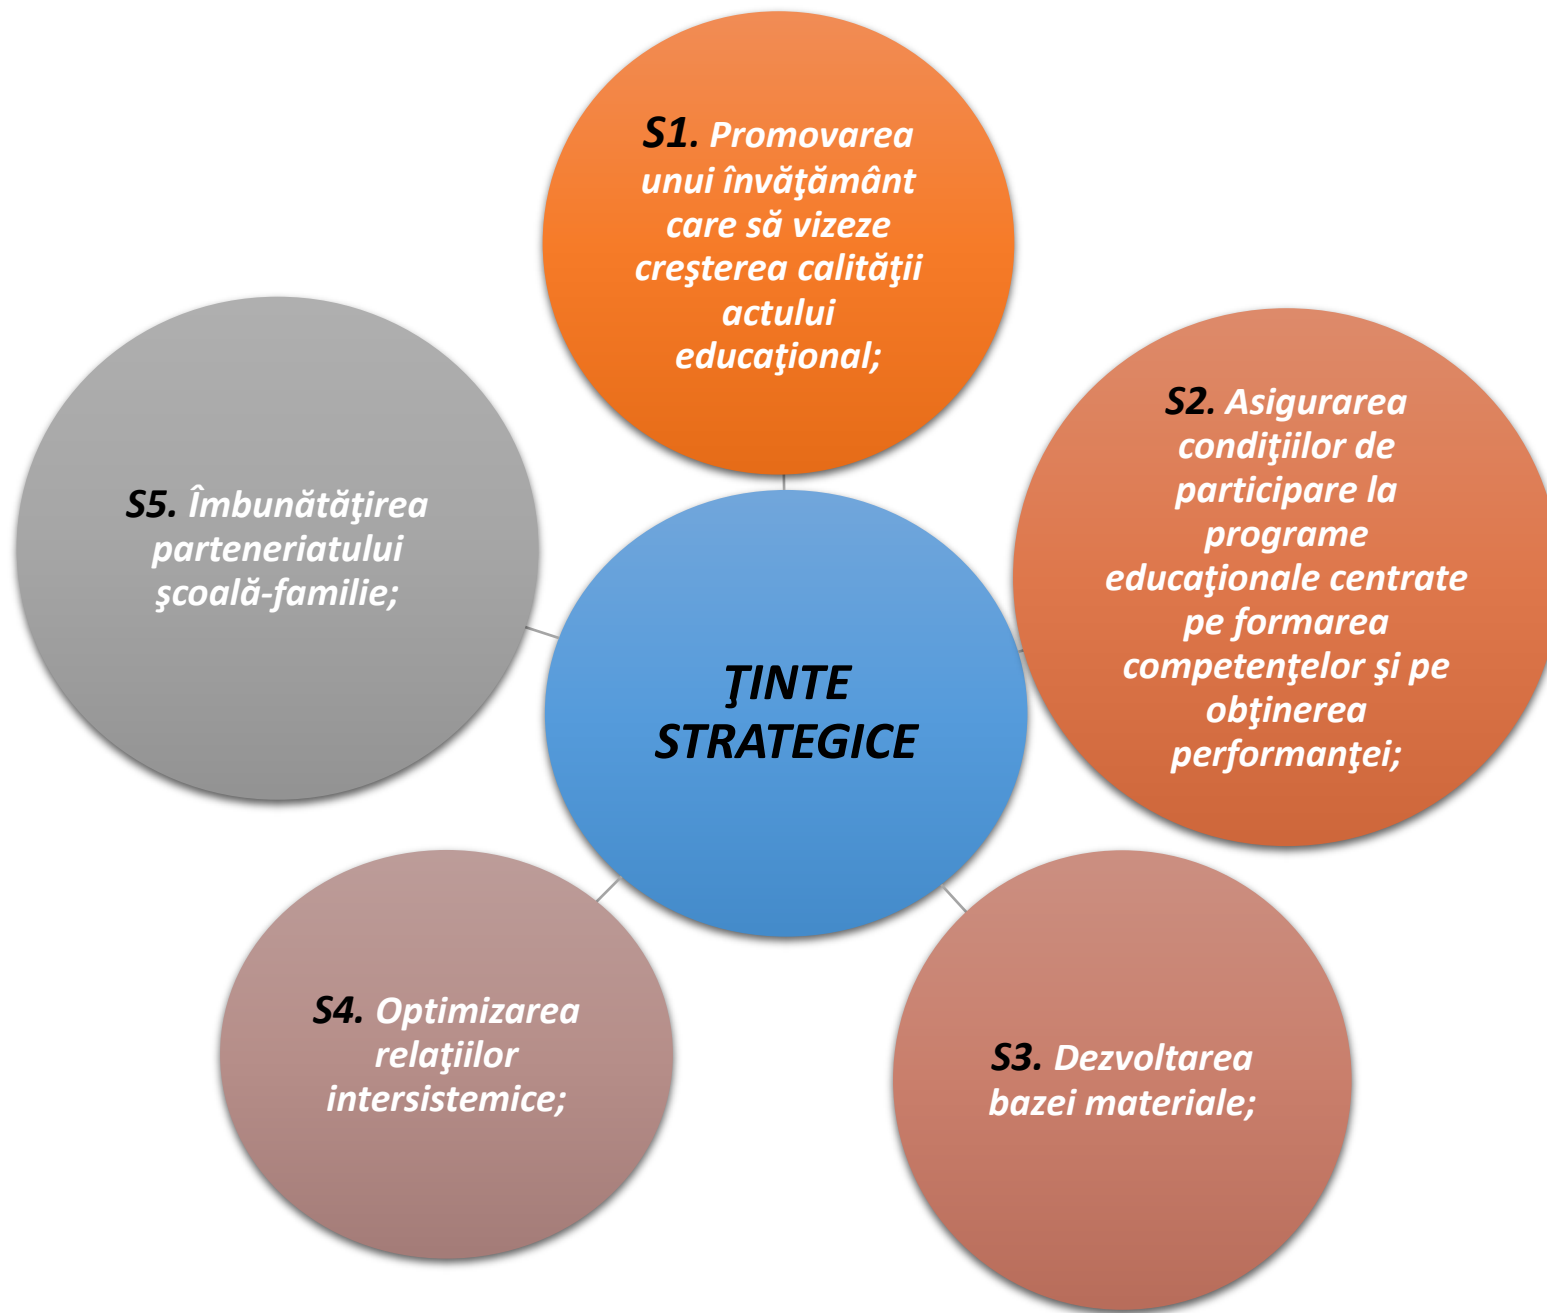 S1. Promovarea
unui învăţământ
care să vizeze
creşterea calităţii
actului
educaţional;
S2. Asigurarea
condiţiilor de
participare la
programe
educaţionale centrate
pe formarea
competenţelor şi pe
obţinerea
performanţei;
S3. Dezvoltarea
bazei materiale;
S4. Optimizarea
relaţiilor
intersistemice;
S5. Îmbunătăţirea
parteneriatului
şcoală-familie;
ŢINTE
STRATEGICE